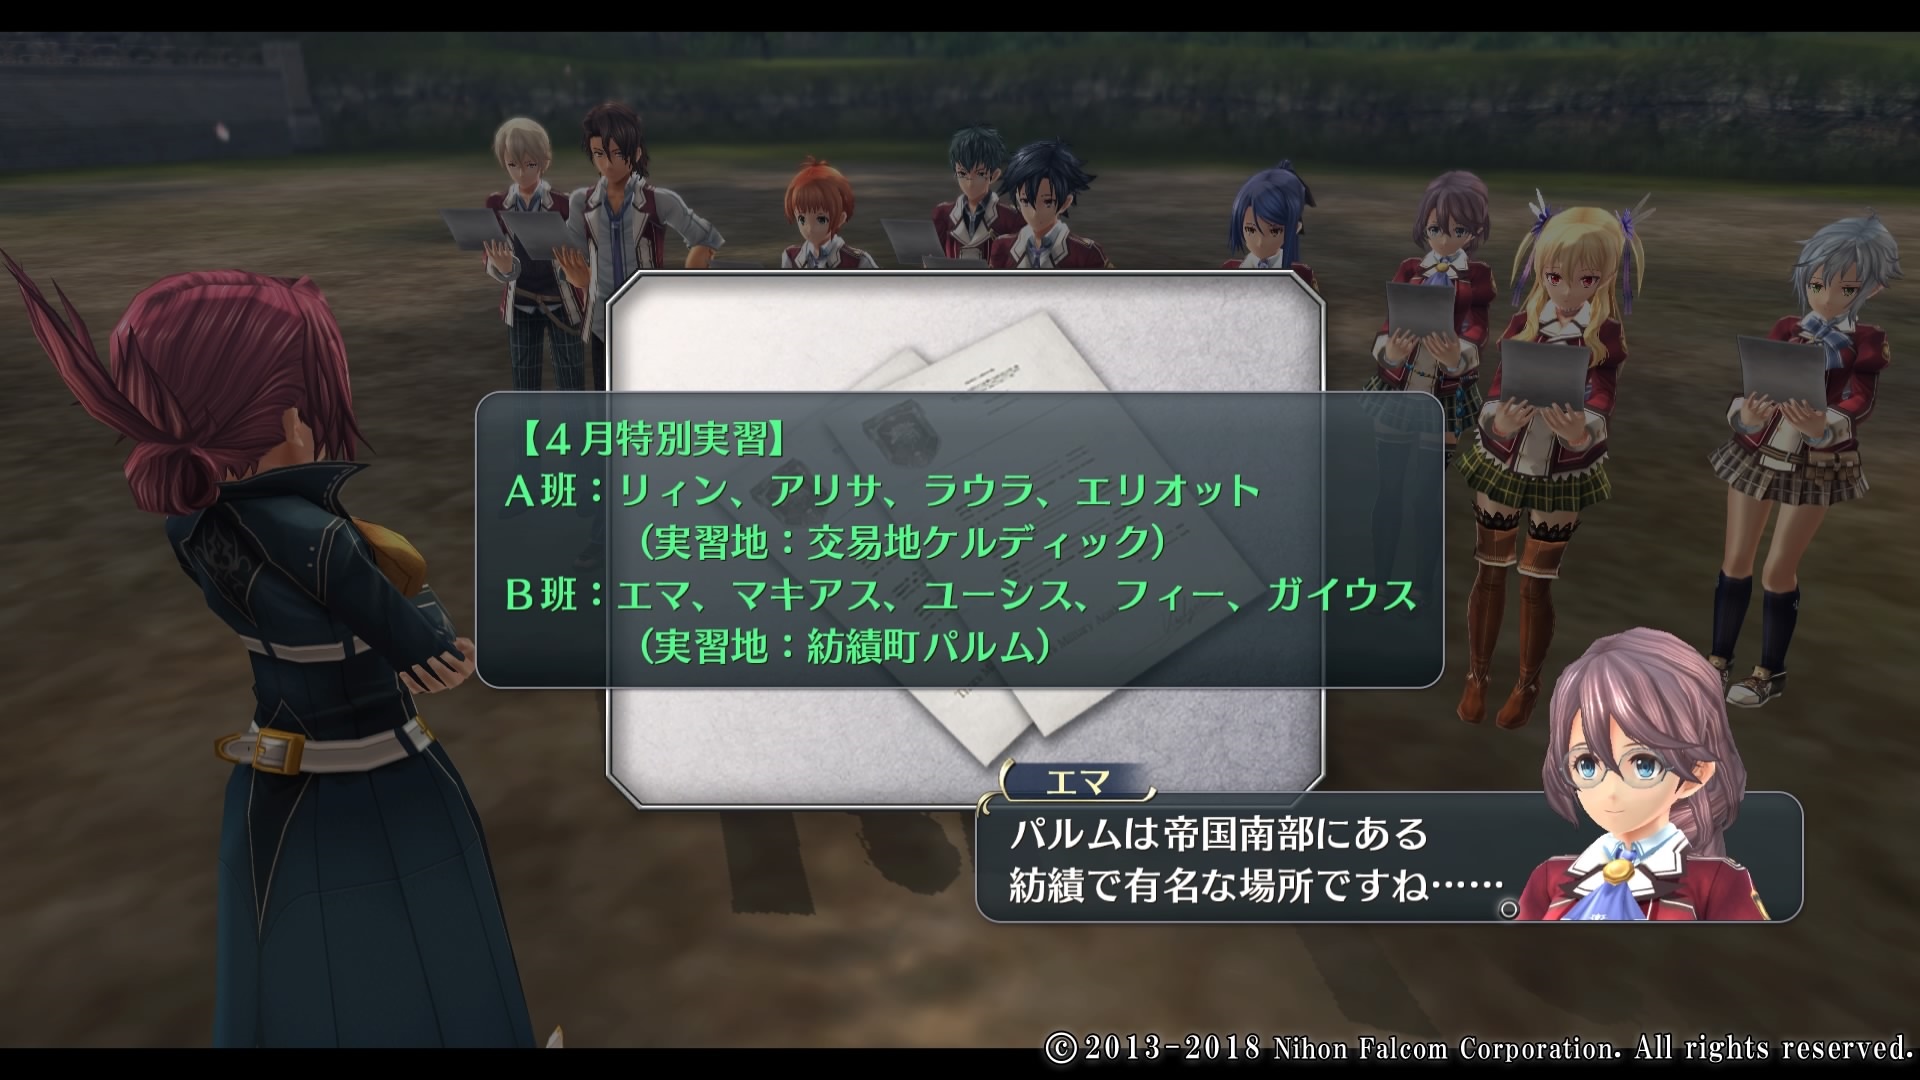 【４月特別実習】
Ａ班：リィン、アリサ、ラウラ、エリオット
（実習地：交易地ケルディック）
Ｂ班：エマ、マキアス、ユーシス、フィー、ガイウス
（実習地：紡績町パルム）
エマ
パルムは帝国南部にある
紡績で有名な場所ですね……
©2013-2018 Nihon Falcom Corporation. All rights reserved.